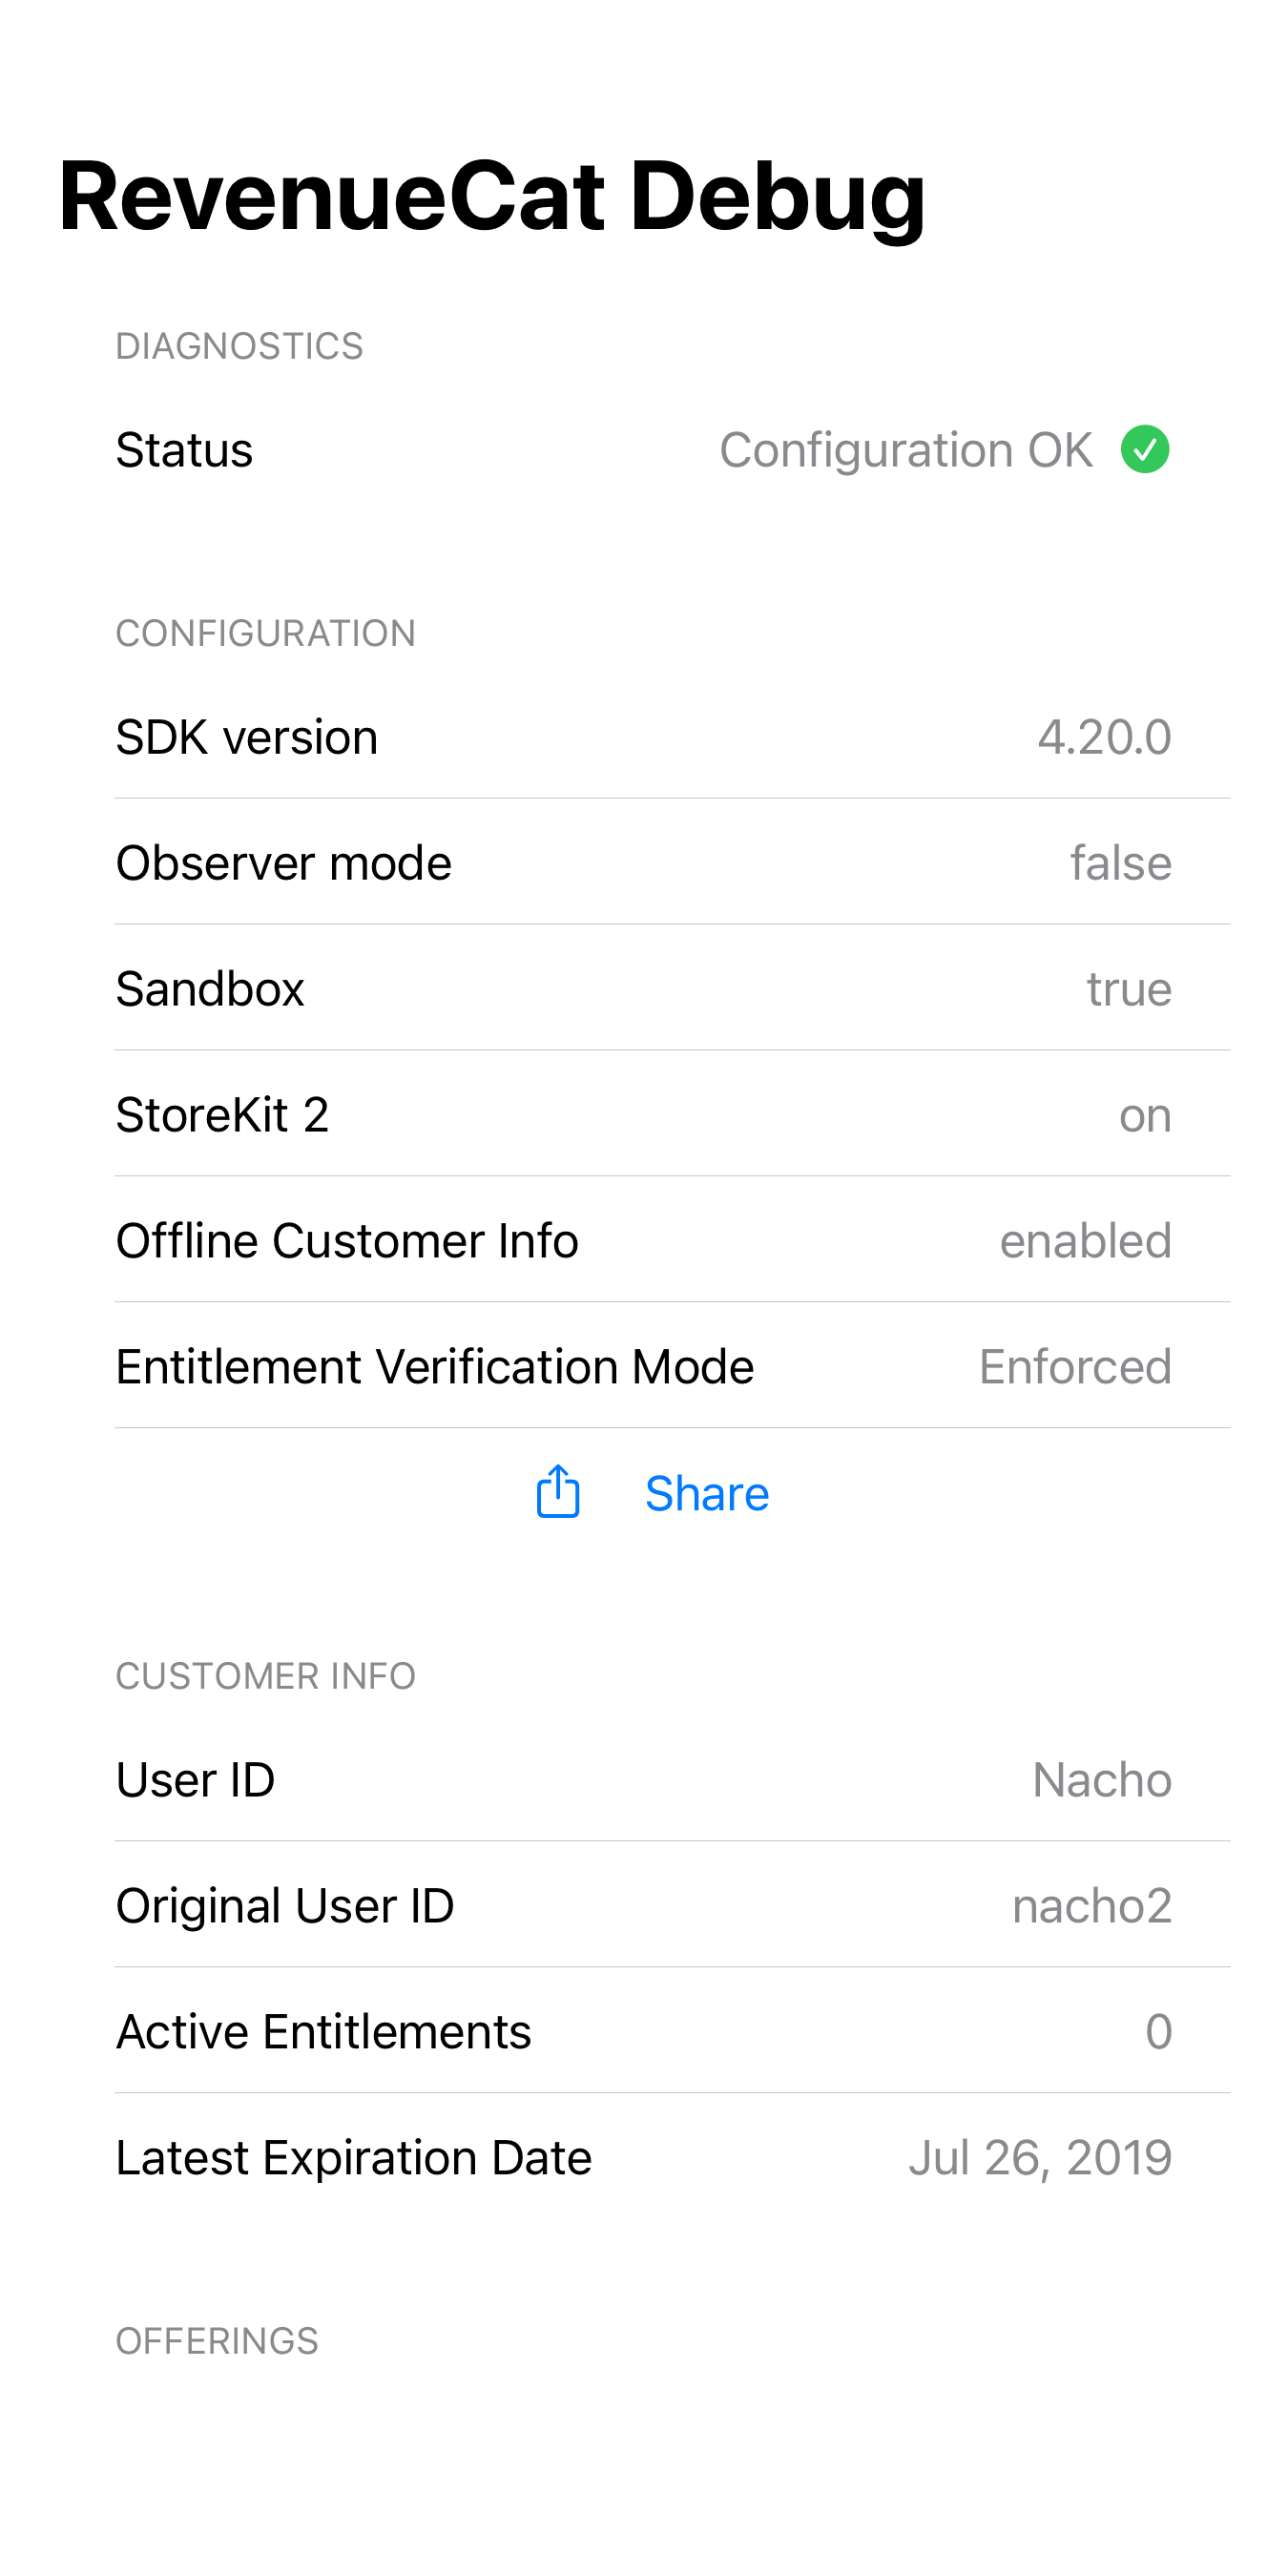 RevenueCat Debug
DIAGNOSTICS
Status Configuration OK
CONFIGURATION
SDK version 4.20.0
Observer mode false
Sandbox true
StoreKit 2 on
Offline Customer Info enabled
Entitlement Verification Mode Enforced
Share
CUSTOMER INFO
User ID Nacho
Original User ID nacho2
Active Entitlements 0
Latest Expiration Date Jul 26, 2019
OFFERINGS